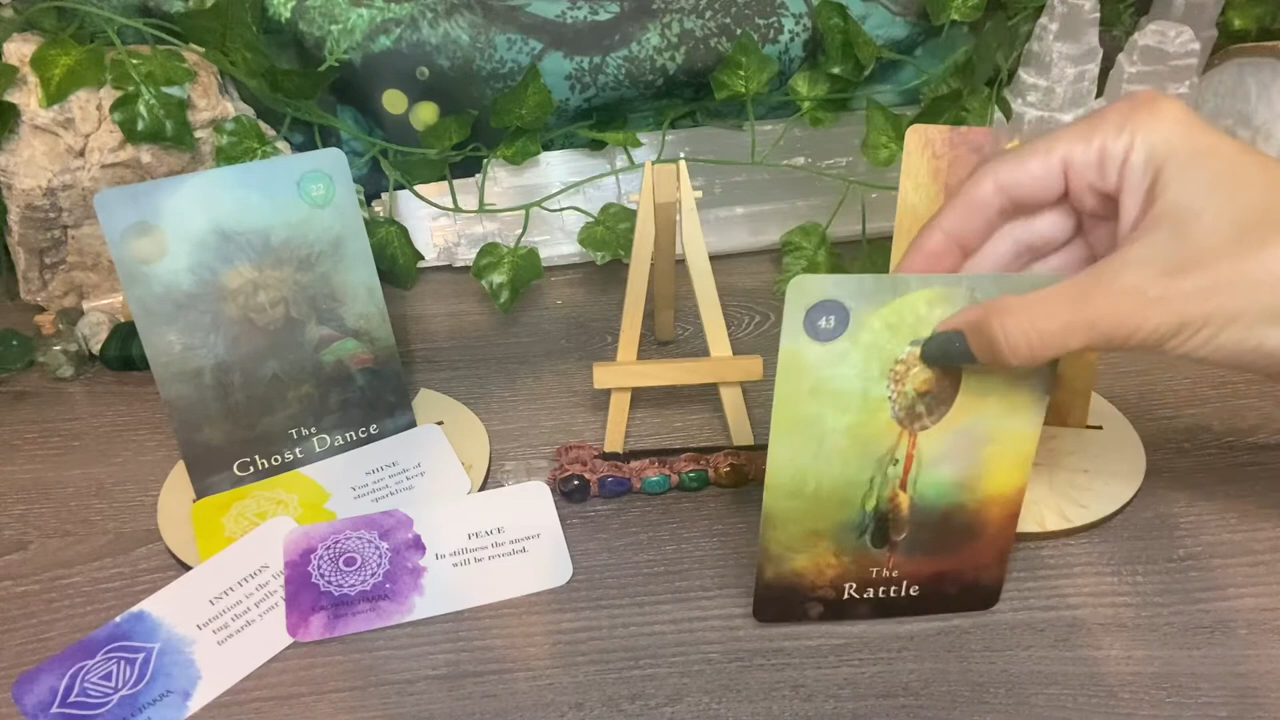 22
The
Ghost Dance
SHINE
You are made of
stardust, so keep
sparkling.
PEACE
In stillness the answer
will be revealed.
CROWN CHAKRA
INTUITION
Intuition is the
tug that pulls
towards your
CHAKRA
43
The
Rattle